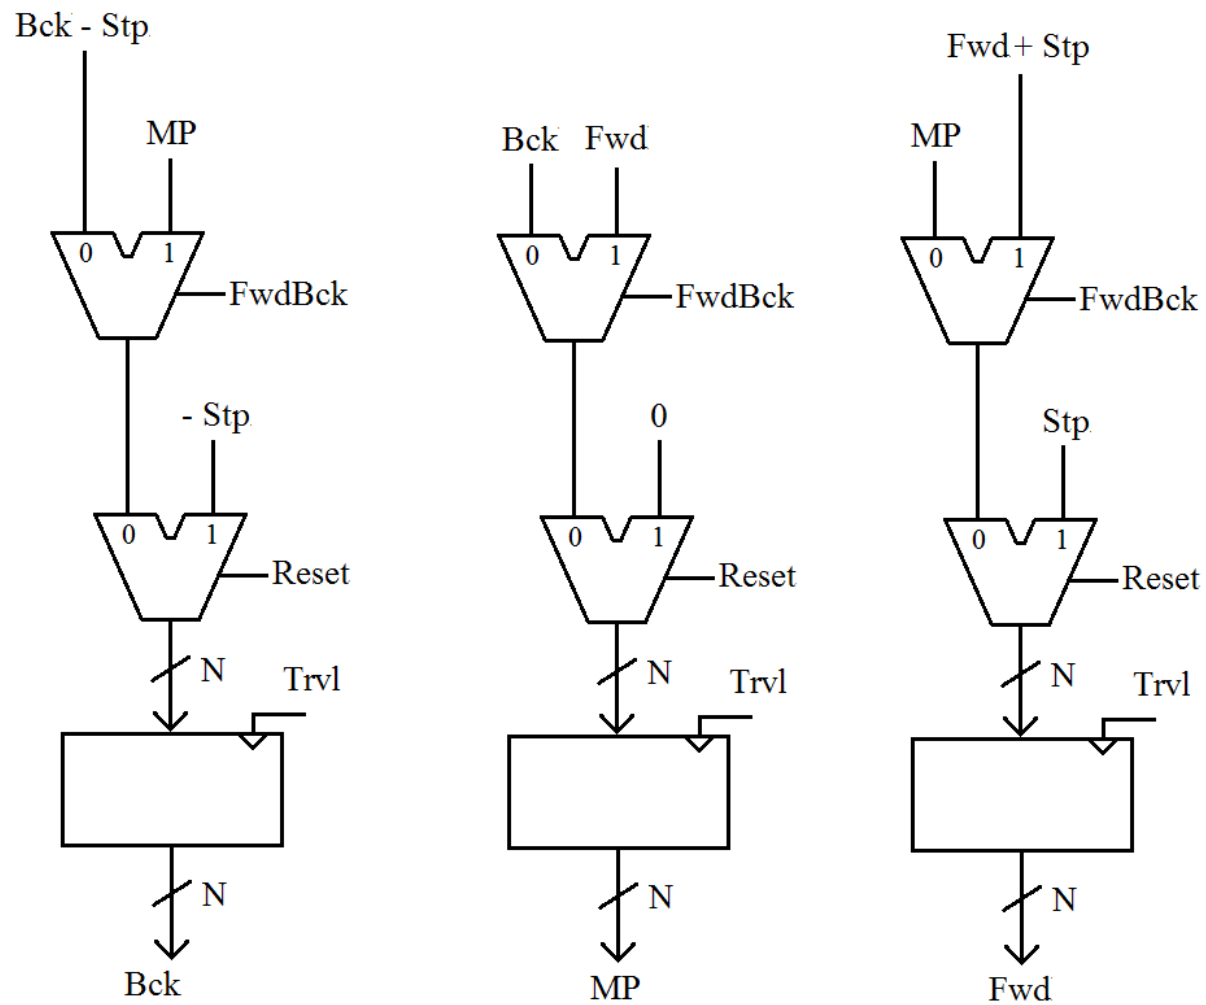 Bck - Stp
MP
0 1
FwdBck
- Stp
0 1
Reset
N
Trvl
N
Bck
Bck Fwd
0 1
FwdBck
0
0 1
Reset
N
Trvl
N
MP
Fwd + Stp
MP
0 1
FwdBck
Stp
0 1
Reset
N
Trvl
N
Fwd